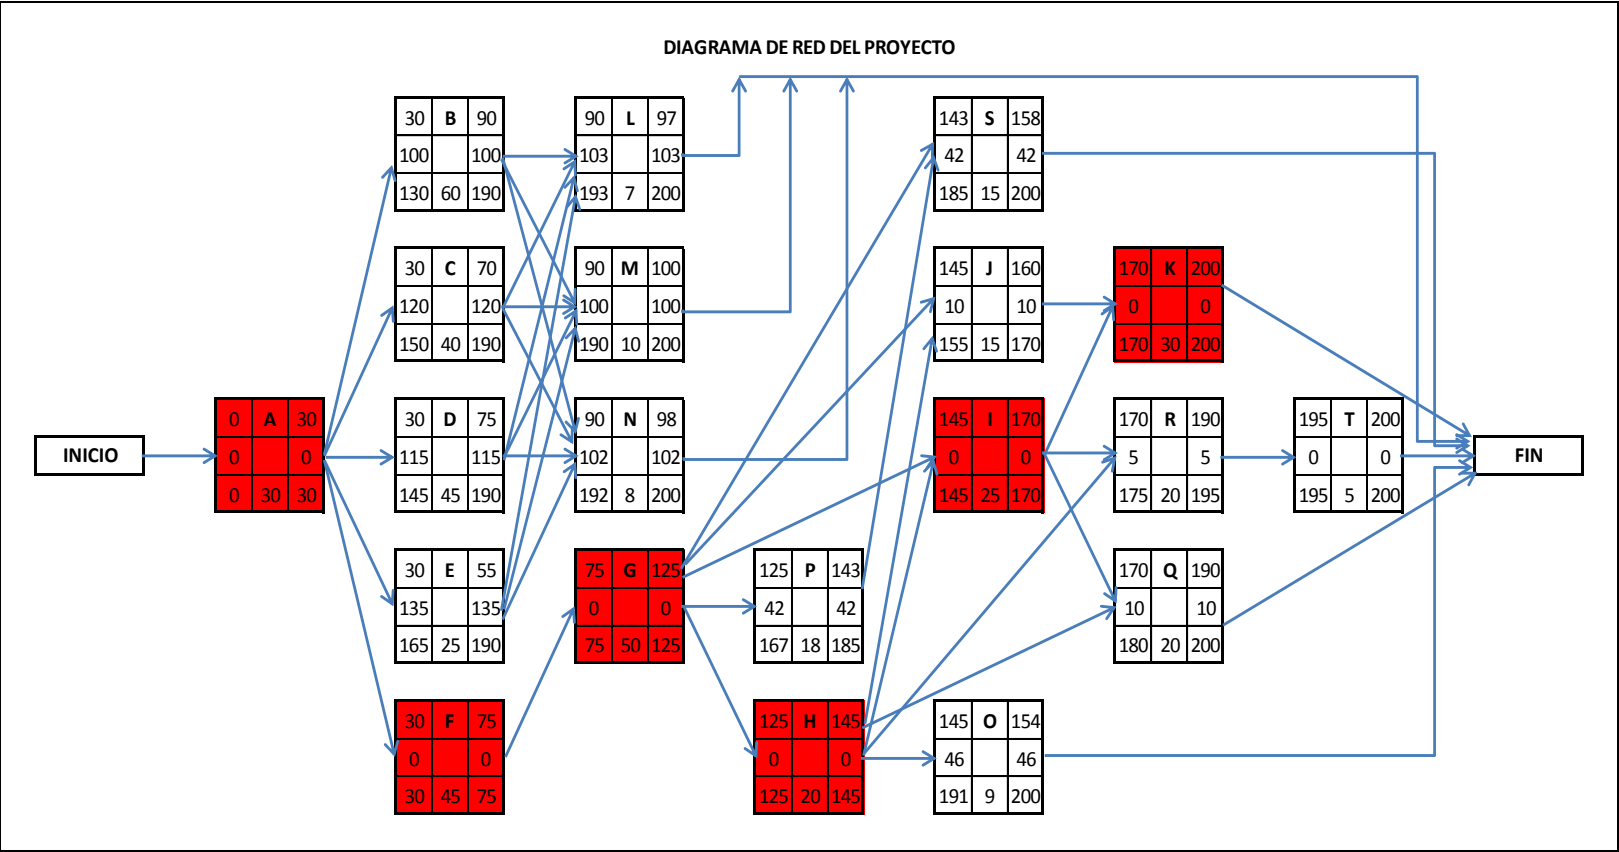 DIAGRAMA DE RED DEL PROYECTO
30 B 90
100 100
130 60 190
90 L 97
103 103
193 7 200
143 S 158
42 42
185 15 200
30 C 70
120 120
150 40 190
90 M 100
100 100
190 10 200
145 J 160
10 10
155 15 170
170 K 200
0 0
170 30 200
INICIO
0 A 30
0 0
0 30 30
30 D 75
115 115
145 45 190
90 N 98
102 102
192 8 200
145 I 170
0 0
145 25 170
170 R 190
5 5
175 20 195
195 T 200
0 0
195 5 200
FIN
30 E 55
135 135
165 25 190
75 G 125
0 0
75 50 125
125 P 143
42 42
167 18 185
170 Q 190
10 10
180 20 200
30 F 75
0 0
30 45 75
125 H 145
0 0
125 20 145
145 O 154
46 46
191 9 200